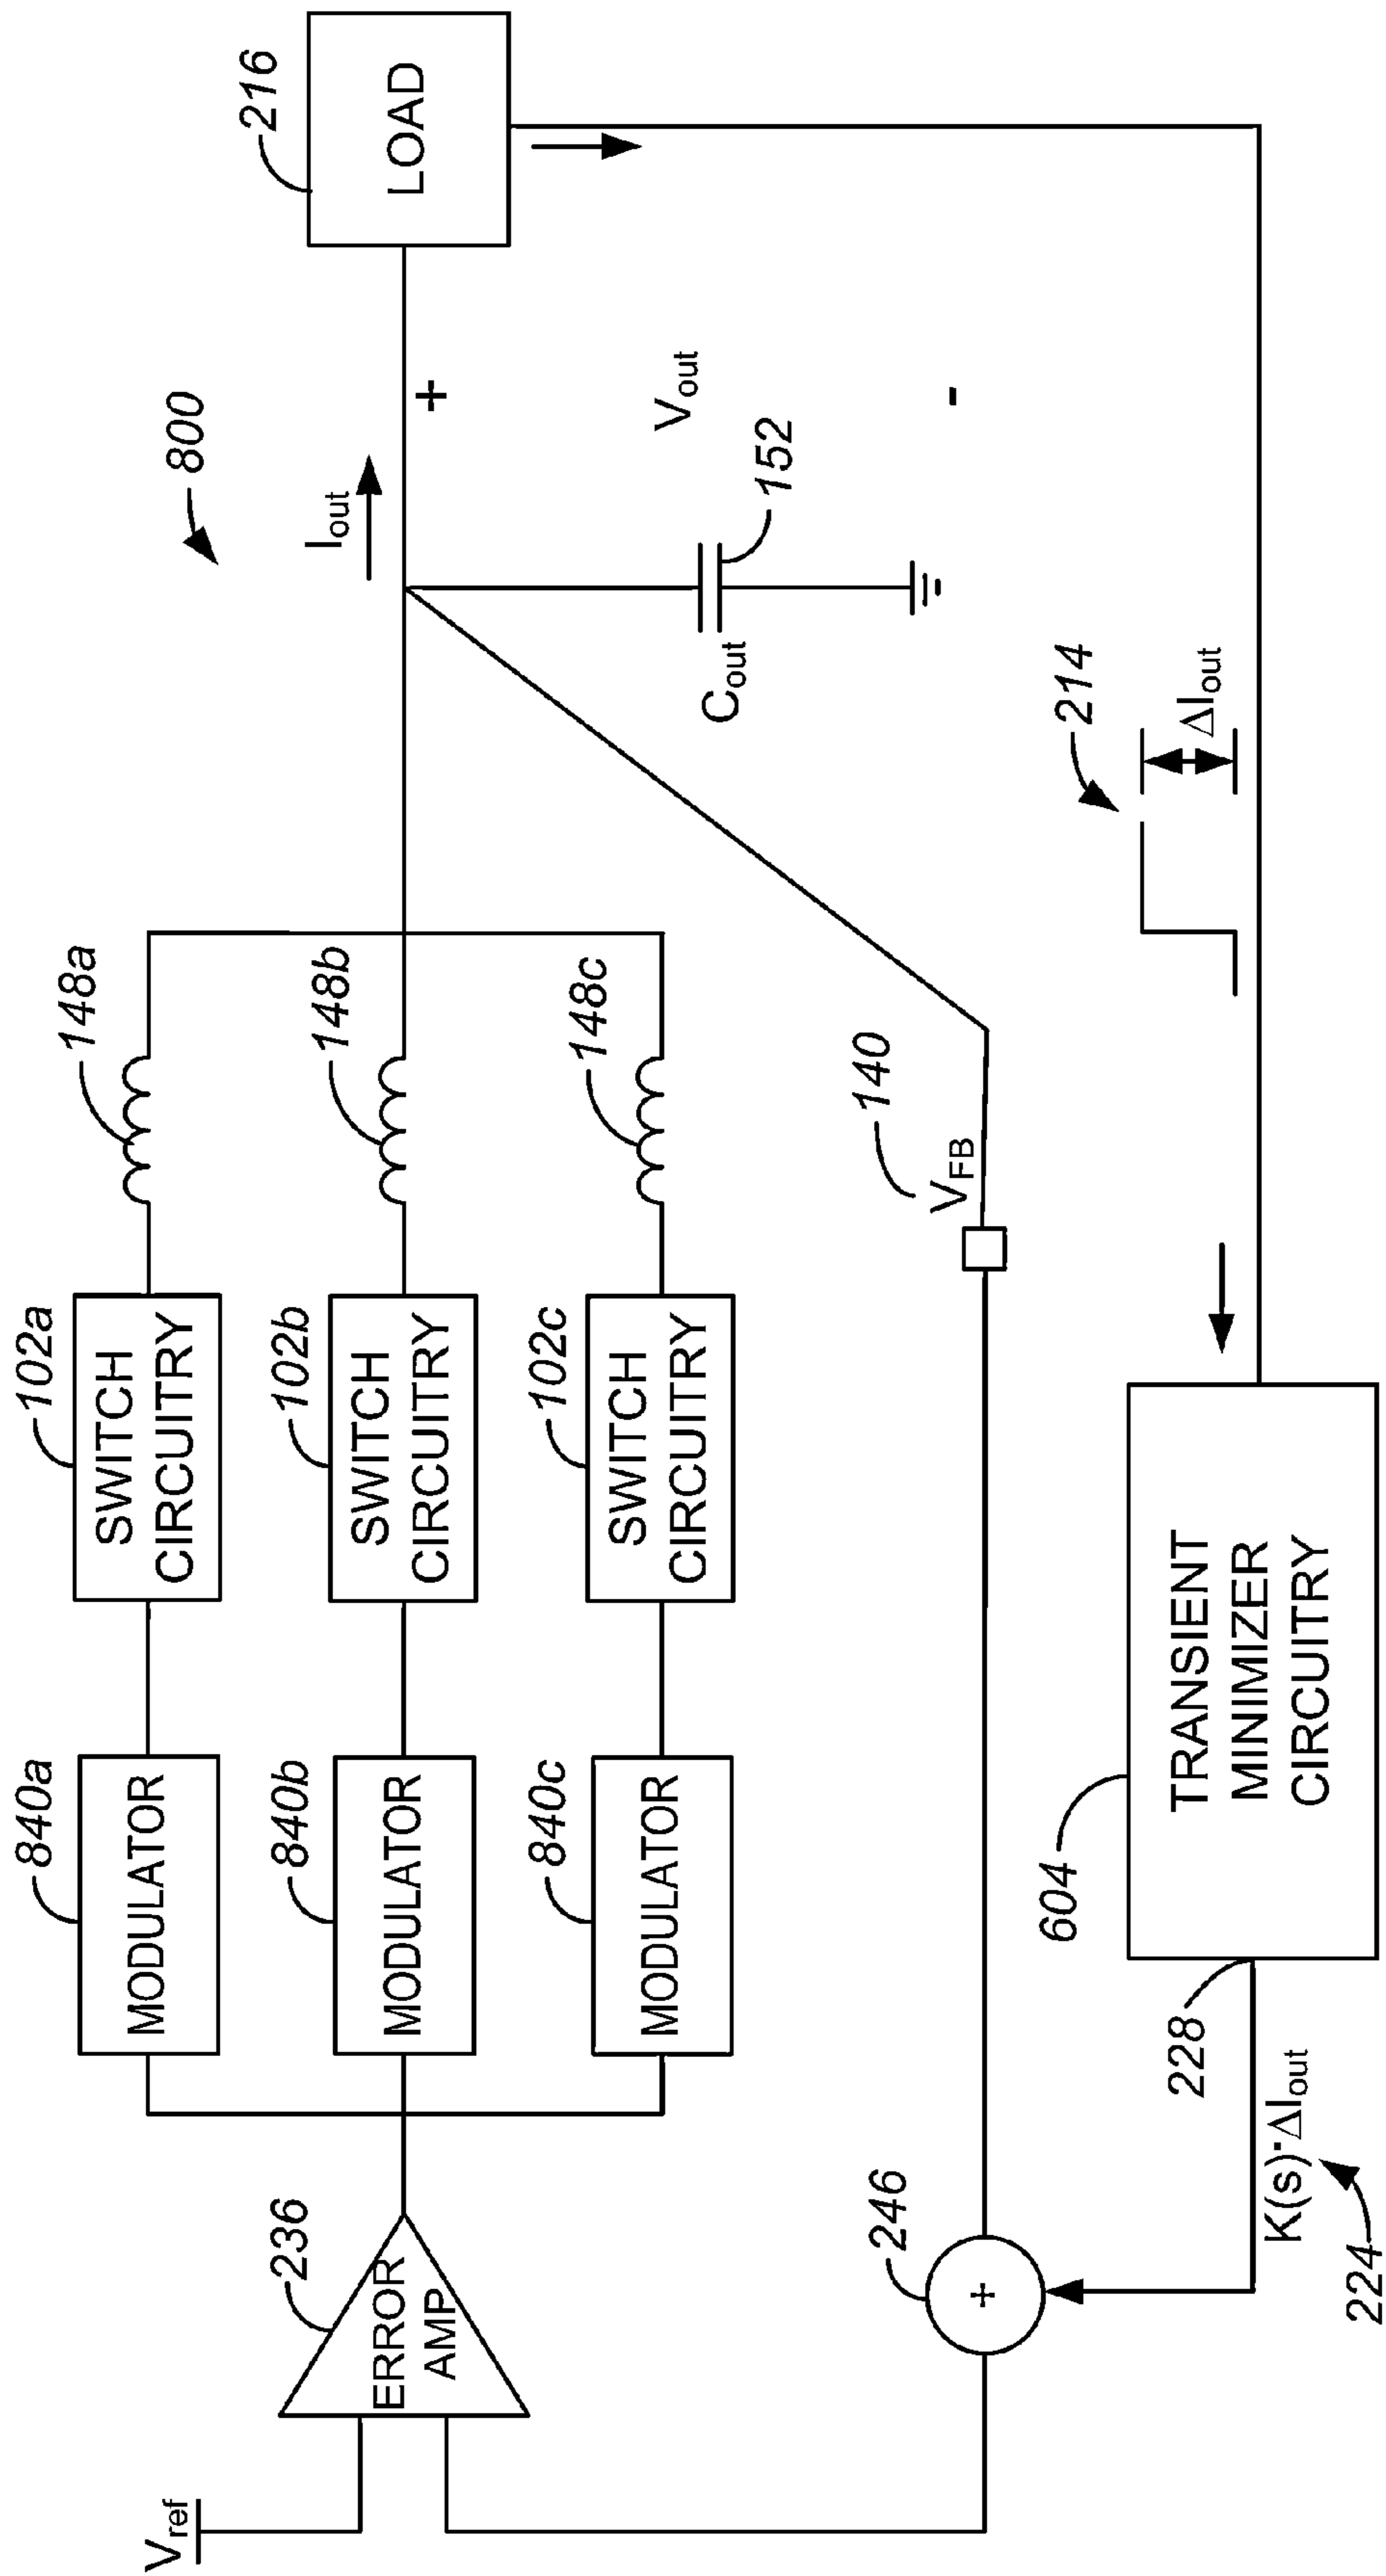 800
840a
102a
148a
MODULATOR
SWITCH
CIRCUITRY
236
840b
102b
148b
216
Vref
ERROR
AMP
MODULATOR
SWITCH
CIRCUITRY
Iout
LOAD
+
840c
102c
148c
MODULATOR
SWITCH
CIRCUITRY
Vout
Cout
152
-
246
+
140
VFB
604
214
ΔIout
228
TRANSIENT
MINIMIZER
CIRCUITRY
K(s)·ΔIout
224